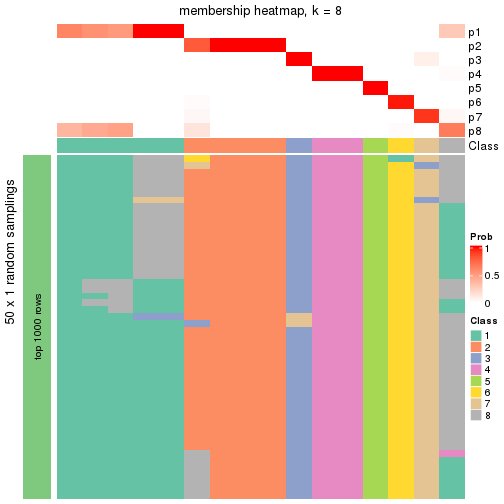 membership heatmap, k = 8
p1
p2
p3
p4
p5
p6
p7
p8
Class
50 x 1 random samplings
top 1000 rows
Prob
1
0.5
0
Class
1
2
3
4
5
6
7
8